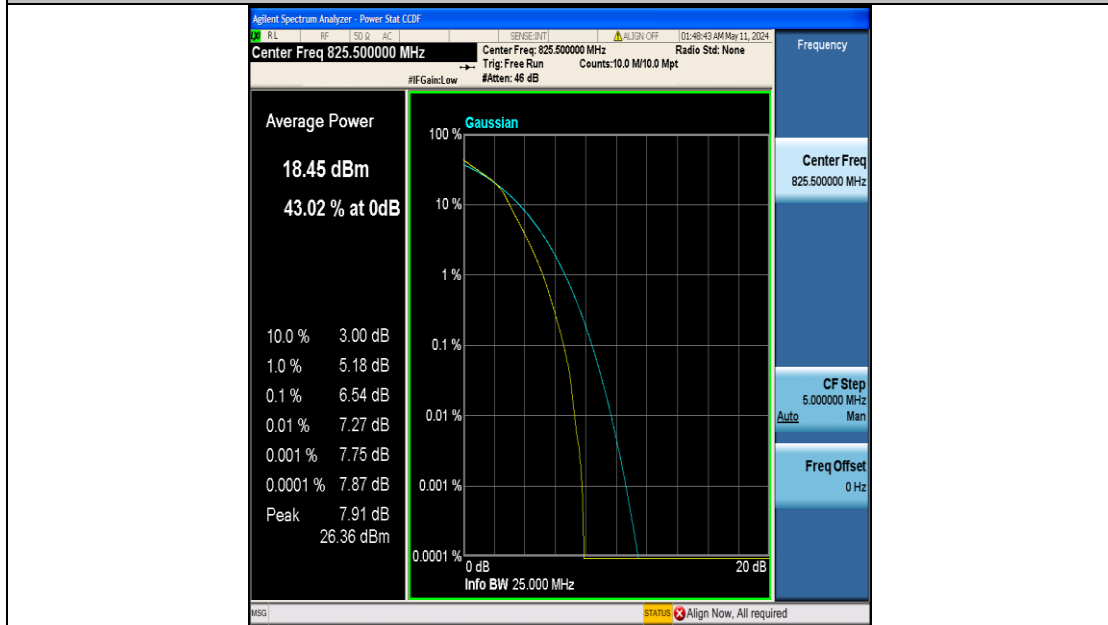 Agilent Spectrum Analyzer - Power Stat CCDF
RL RF 50 Ω AC SENSE:INT ALIGN OFF 01:48:43 AM May 11, 2024
Center Freq 825.500000 MHz
Center Freq: 825.500000 MHz Radio Std: None
Trig: Free Run Counts:10.0 M/10.0 Mpt
#IFGain:Low #Atten: 46 dB
Frequency
Average Power
18.45 dBm
43.02 % at 0dB
10.0 % 3.00 dB
1.0 % 5.18 dB
0.1 % 6.54 dB
0.01 % 7.27 dB
0.001 % 7.75 dB
0.0001 % 7.87 dB
Peak 7.91 dB
26.36 dBm
Gaussian
100 %
10 %
1 %
0.1 %
0.01 %
0.001 %
0.0001 %
0 dB 20 dB
Info BW 25.000 MHz
Center Freq
825.500000 MHz
CF Step
5.000000 MHz
Auto Man
Freq Offset
0 Hz
MSG STATUS Align Now, All required